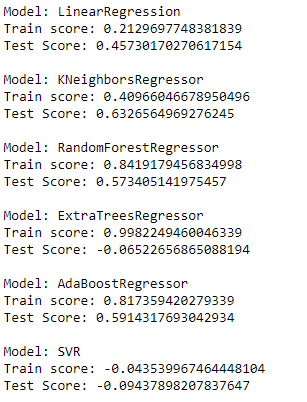 Model: LinearRegression
Train score: 0.2129697748381839
Test Score: 0.45730170270617154
Model: KNeighborsRegressor
Train score: 0.40966046678950496
Test Score: 0.6326564969276245
Model: RandomForestRegressor
Train score: 0.8419179456834998
Test Score: 0.573405141975457
Model: ExtraTreesRegressor
Train score: 0.9982249460046339
Test Score: -0.06522656865088194
Model: AdaBoostRegressor
Train score: 0.817359420279339
Test Score: 0.5914317693042934
Model: SVR
Train score: -0.043539967464448104
Test Score: -0.09437898207837647